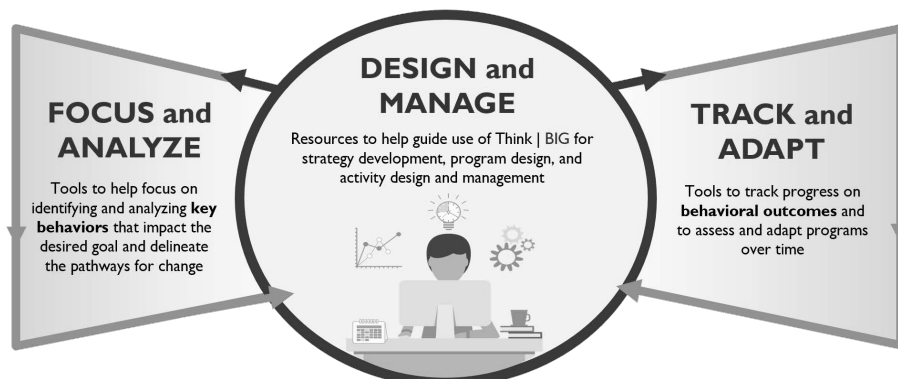 FOCUS and
ANALYZE
Tools to help focus on
identifying and analyzing key
behaviors that impact the
desired goal and delineate
the pathways for change
DESIGN and
MANAGE
Resources to help guide use of Think | BIG for
strategy development, program design, and
activity design and management
TRACK and
ADAPT
Tools to track progress on
behavioral outcomes and
to assess and adapt programs
over time